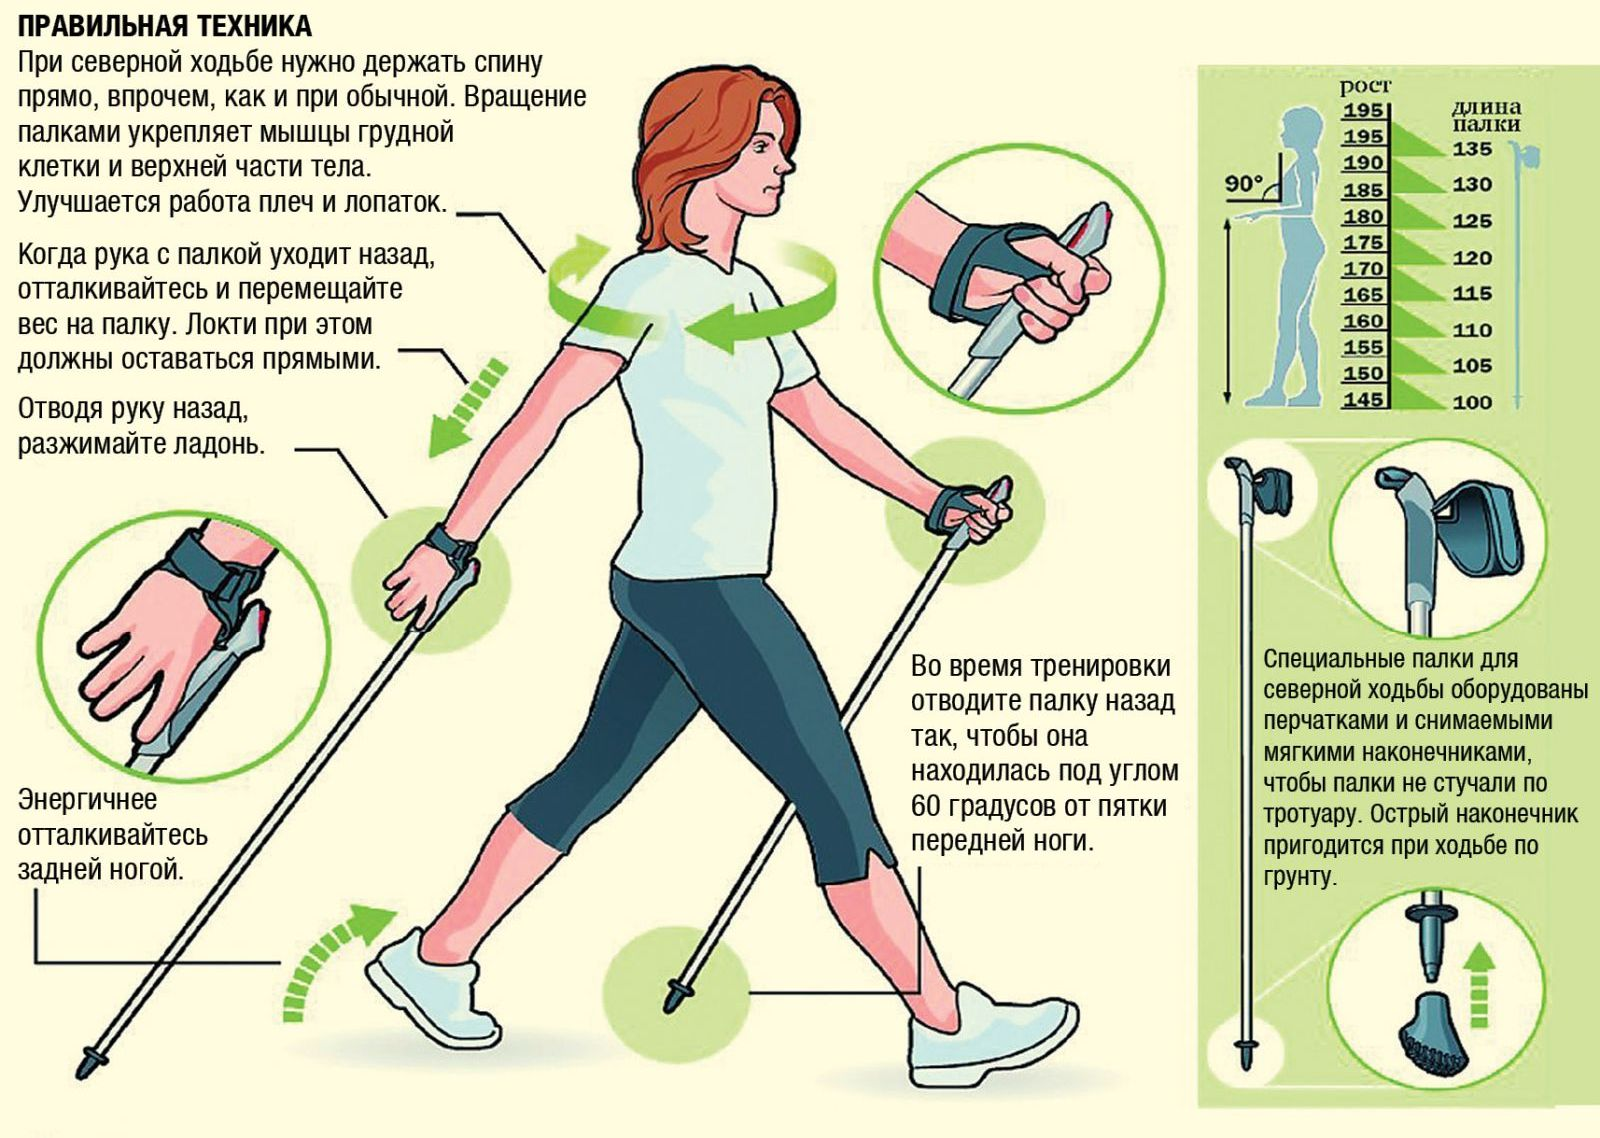 ПРАВИЛЬНАЯ ТЕХНИКА
При северной ходьбе нужно держать спину
прямо, впрочем, как и при обычной. Вращение
палками укрепляет мышцы грудной
клетки и верхней части тела.
Улучшается работа плеч и лопаток.
Когда рука с палкой уходит назад,
отталкивайтесь и перемещайте
вес на палку. Локти при этом
должны оставаться прямыми.
Отводя руку назад,
разжимайте ладонь.
Энергичнее
отталкивайтесь
задней ногой.
Во время тренировки
отводите палку назад
так, чтобы она
находилась под углом
60 градусов от пятки
передней ноги.
90°
рост
195
195
190
185
180
175
170
165
160
155
150
145
длина
палки
135
130
125
120
115
110
105
100
Специальные палки для
северной ходьбы оборудованы
перчатками и снимаемыми
мягкими наконечниками,
чтобы палки не стучали по
тротуару. Острый наконечник
пригодится при ходьбе по
грунту.